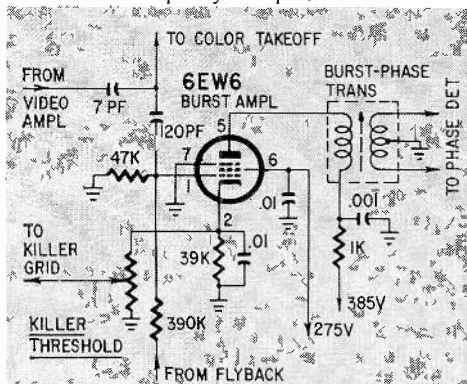 TO COLOR TAKEOFF
FROM
VIDEO
AMPL
7 PF
6EW6
BURST AMPL
BURST-PHASE
TRANS
120PF
5
TO PHASE DET
7
6
47K
1
.01
2
.001
TO
KILLER
GRID
39K
.01
1K
385V
KILLER
THRESHOLD
390K
275V
FROM FLYBACK